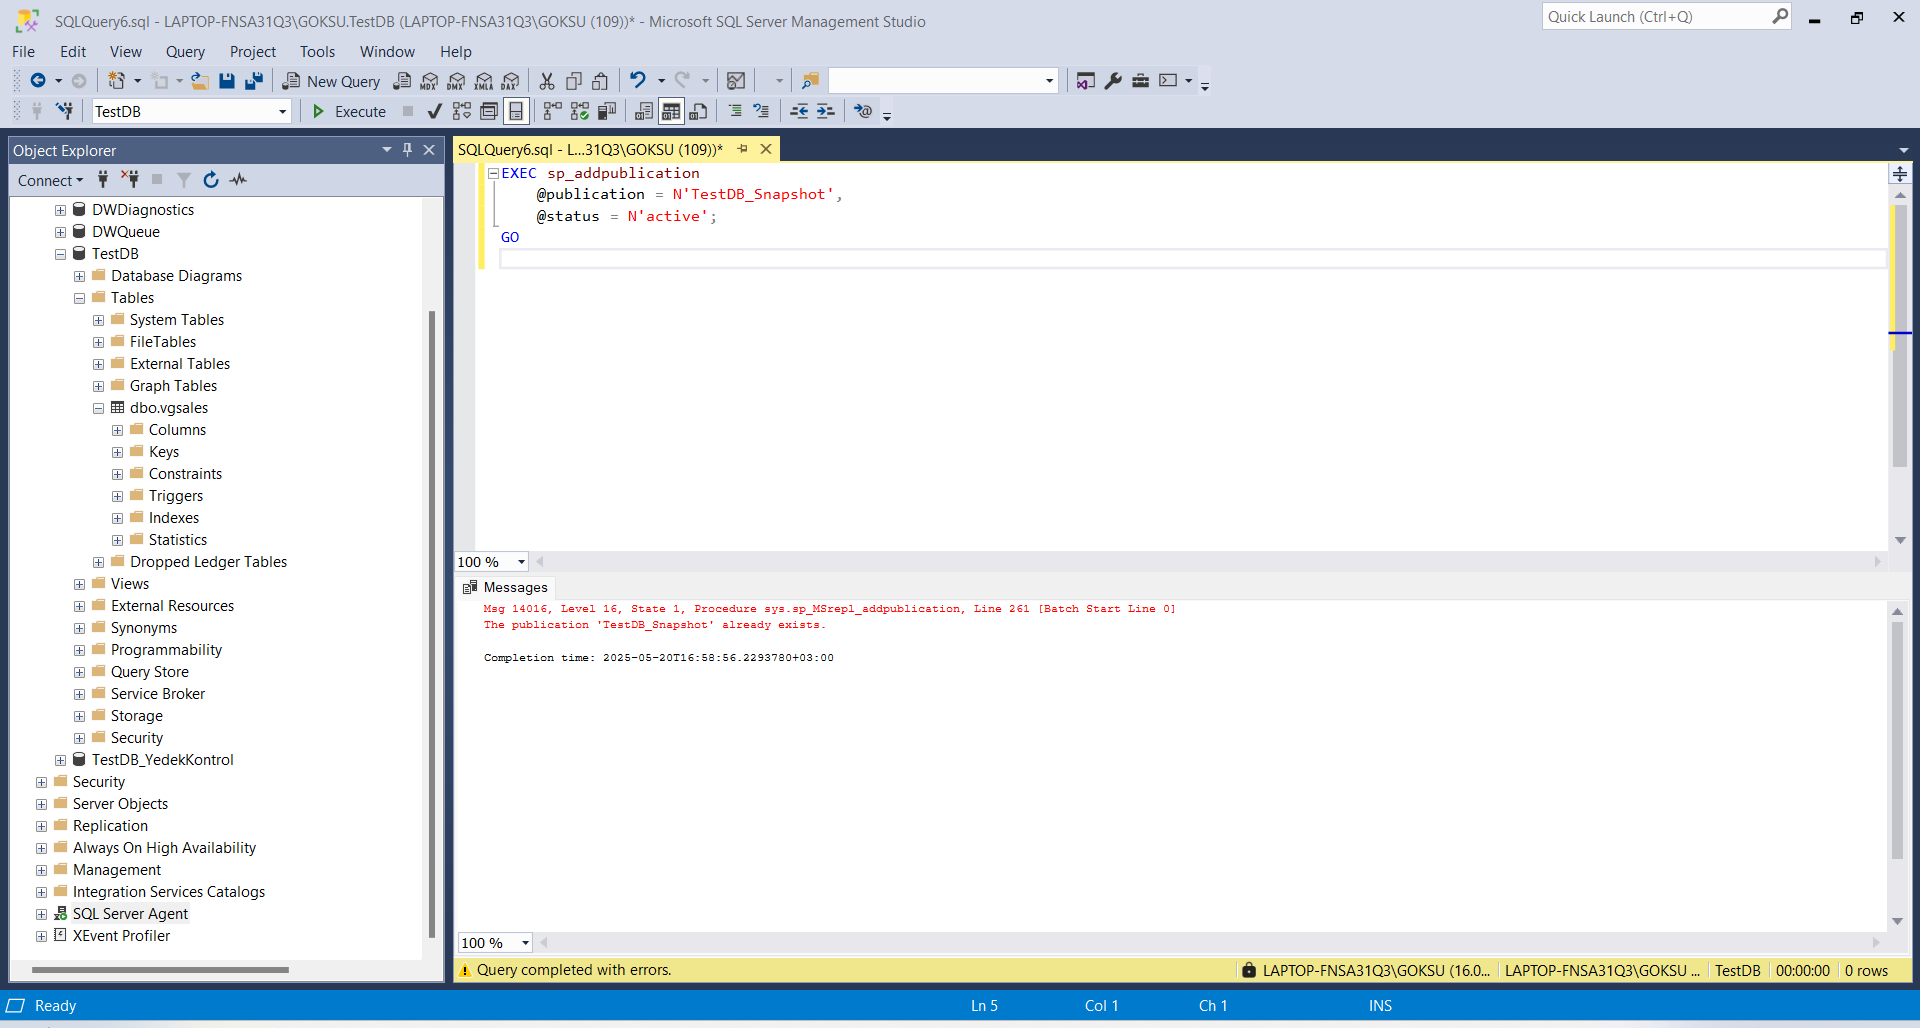 SQLQuery6.sql - LAPTOP-FNSA31Q3\GOKSU.TestDB (LAPTOP-FNSA31Q3\GOKSU (109))* - Microsoft SQL Server Management Studio
Quick Launch (Ctrl+Q)
File Edit View Query Project Tools Window Help
New Query MDX DMX XMLA DAX
TestDB Execute
Object Explorer
Connect
DWDiagnostics
DWQueue
TestDB
Database Diagrams
Tables
System Tables
FileTables
External Tables
Graph Tables
dbo.vgsales
Columns
Keys
Constraints
Triggers
Indexes
Statistics
Dropped Ledger Tables
Views
External Resources
Synonyms
Programmability
Query Store
Service Broker
Storage
Security
TestDB_YedekKontrol
Security
Server Objects
Replication
Always On High Availability
Management
Integration Services Catalogs
SQL Server Agent
XEvent Profiler
SQLQuery6.sql - L...31Q3\GOKSU (109))*
EXEC sp_addpublication
@publication = N'TestDB_Snapshot',
@status = N'active';
GO
100 %
Messages
Msg 14016, Level 16, State 1, Procedure sys.sp_MSrepl_addpublication, Line 261 [Batch Start Line 0]
The publication 'TestDB_Snapshot' already exists.
Completion time: 2025-05-20T16:58:56.2293780+03:00
100 %
Query completed with errors.
LAPTOP-FNSA31Q3\GOKSU (16.0... LAPTOP-FNSA31Q3\GOKSU ... TestDB 00:00:00 0 rows
Ready Ln 5 Col 1 Ch 1 INS